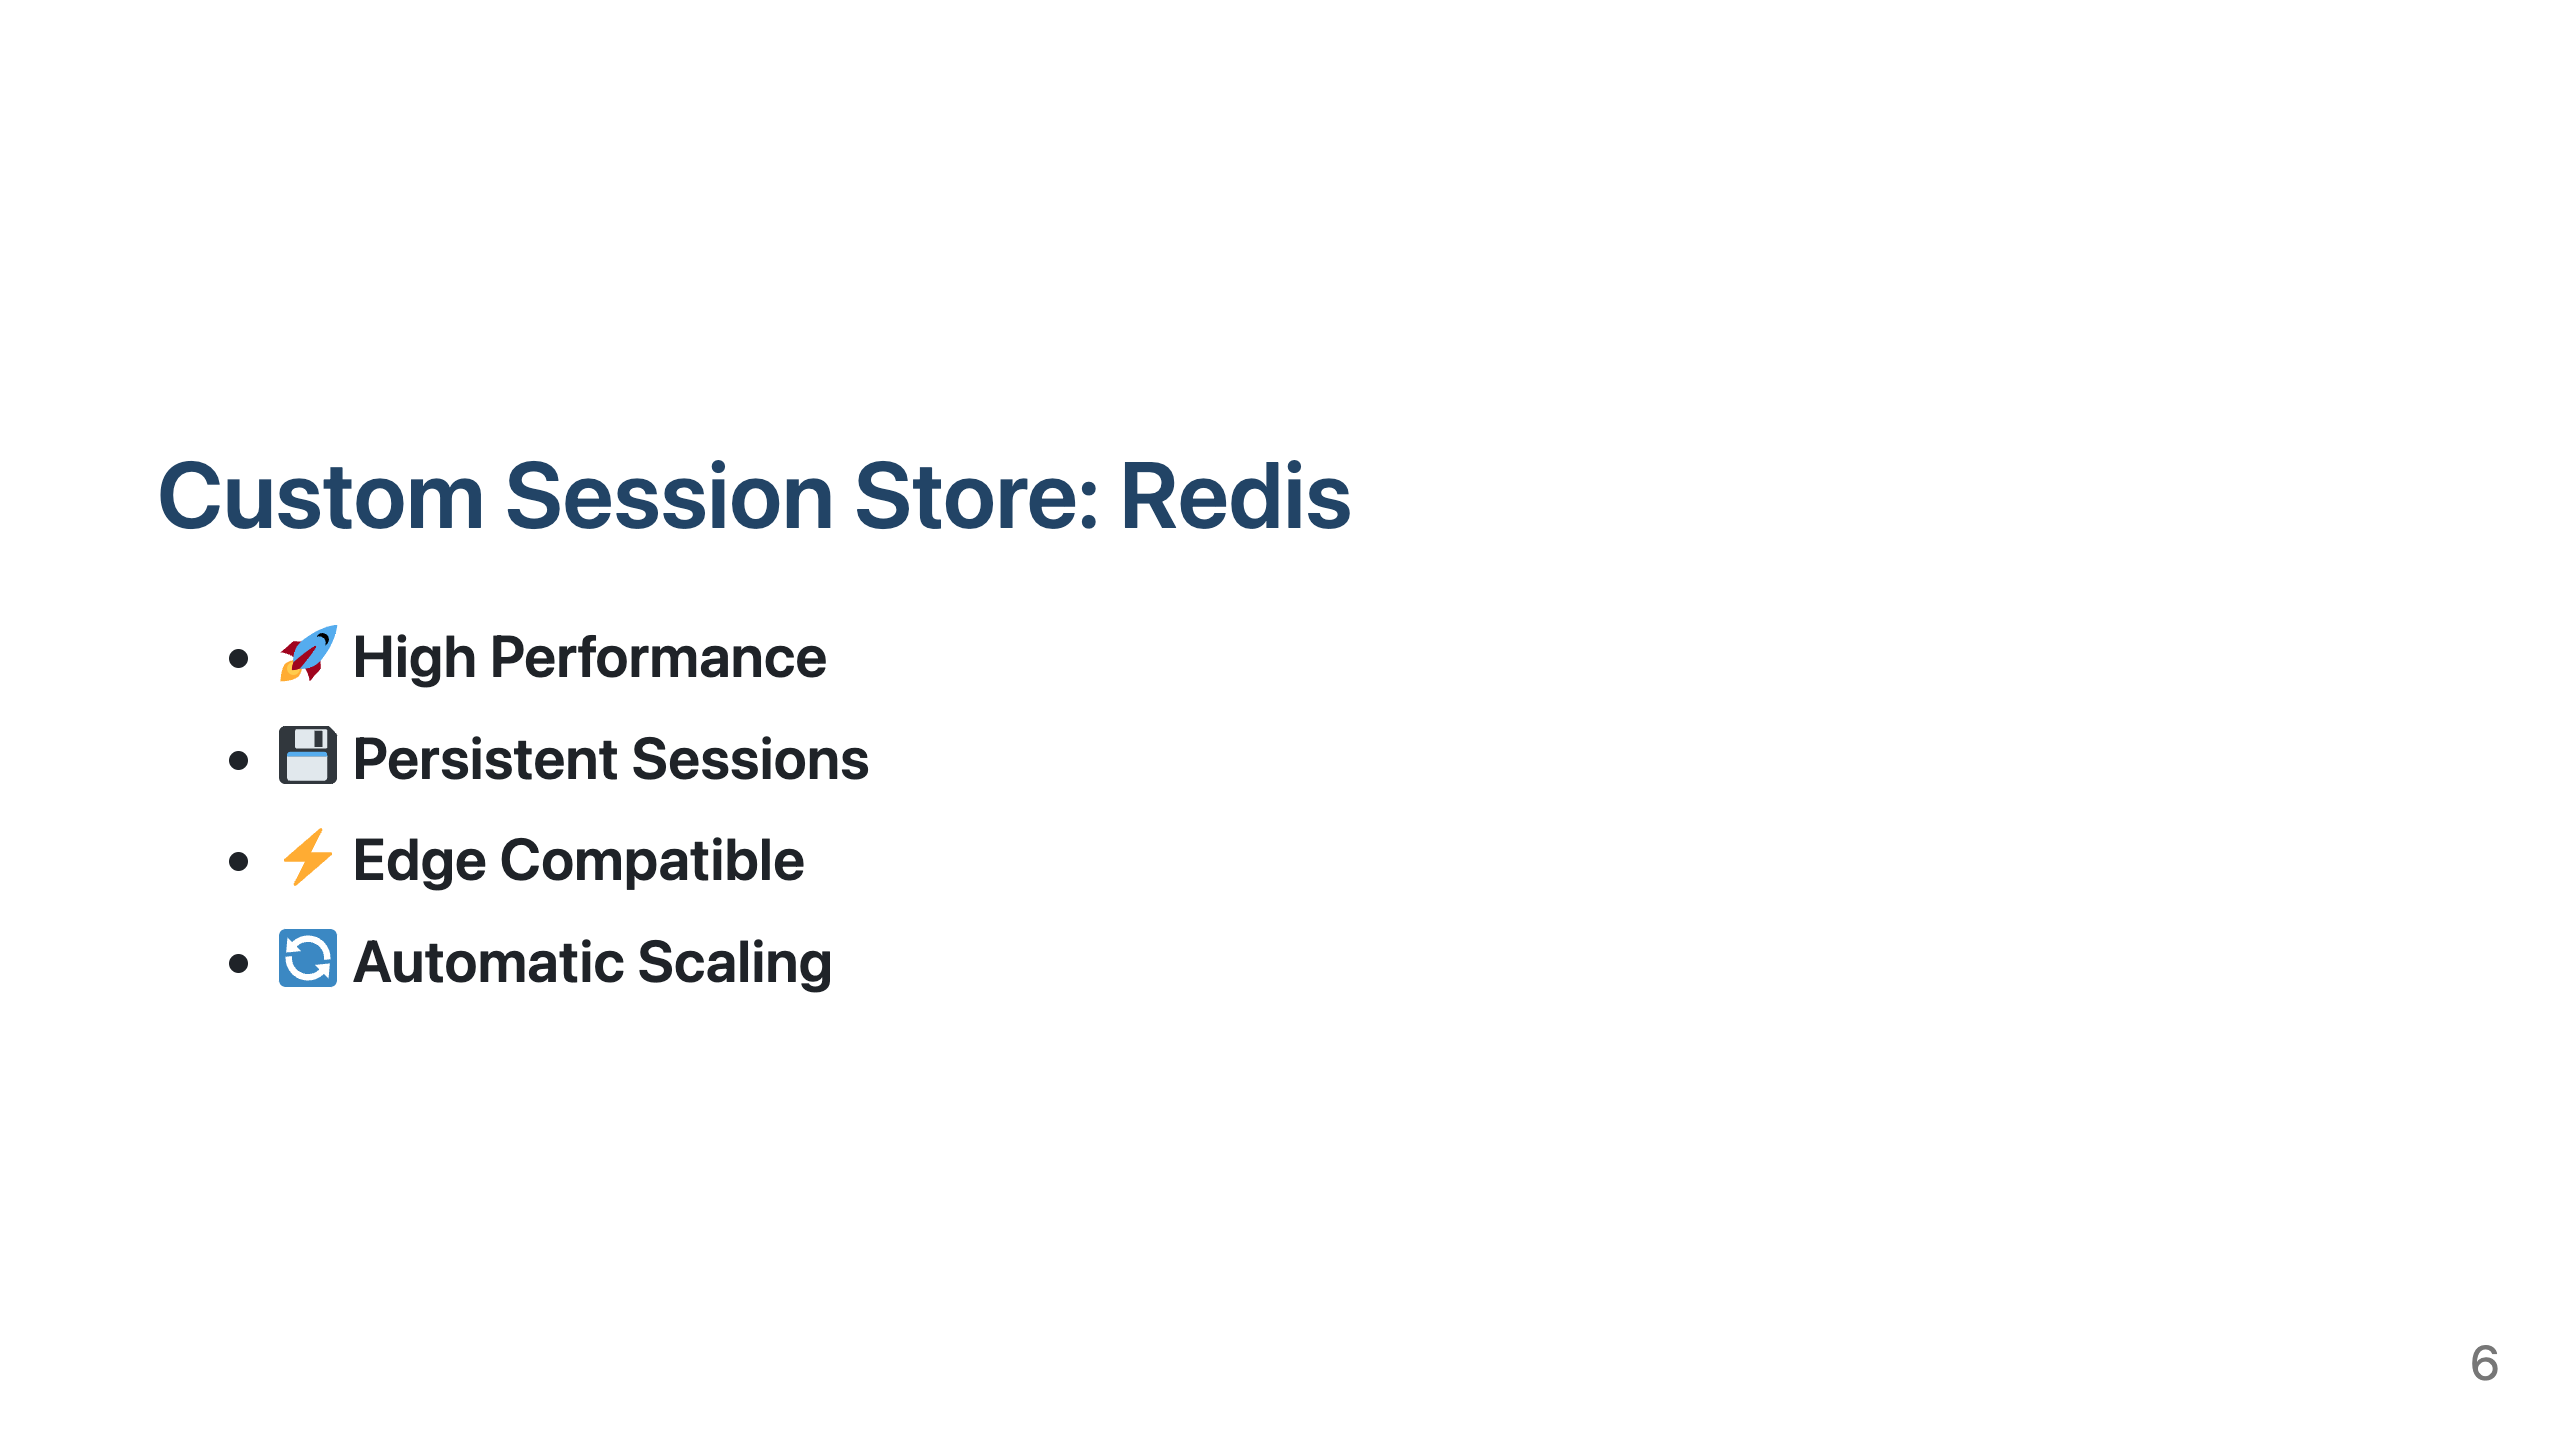 Custom Session Store: Redis
• 🚀 High Performance
• 💾 Persistent Sessions
• ⚡ Edge Compatible
• 🔄 Automatic Scaling
6